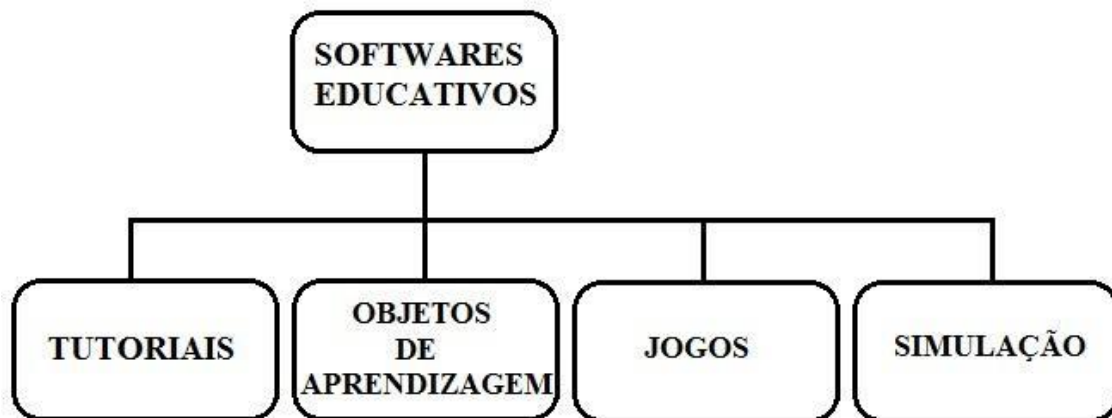 SOFTWARES
EDUCATIVOS
TUTORIAIS
OBJETOS
DE
APRENDIZAGEM
JOGOS
SIMULAÇÃO